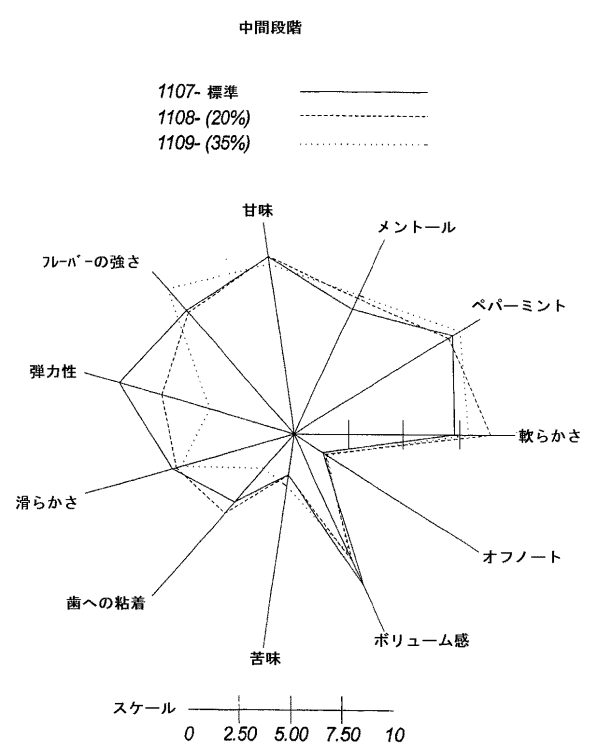 中間段階
1107- 標準
1108- (20%)
1109- (35%)
甘味
メントール
フレーバーの強さ
ペパーミント
弾力性
軟らかさ
滑らかさ
オフノート
歯への粘着
ボリューム感
苦味
スケール
0 2.50 5.00 7.50 10